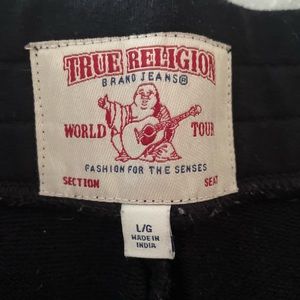 TRUE RELIGION
BRAND JEANS®
WORLD TOUR
FASHION FOR THE SENSES
SECTION SEAT
L/G
MADE IN
INDIA